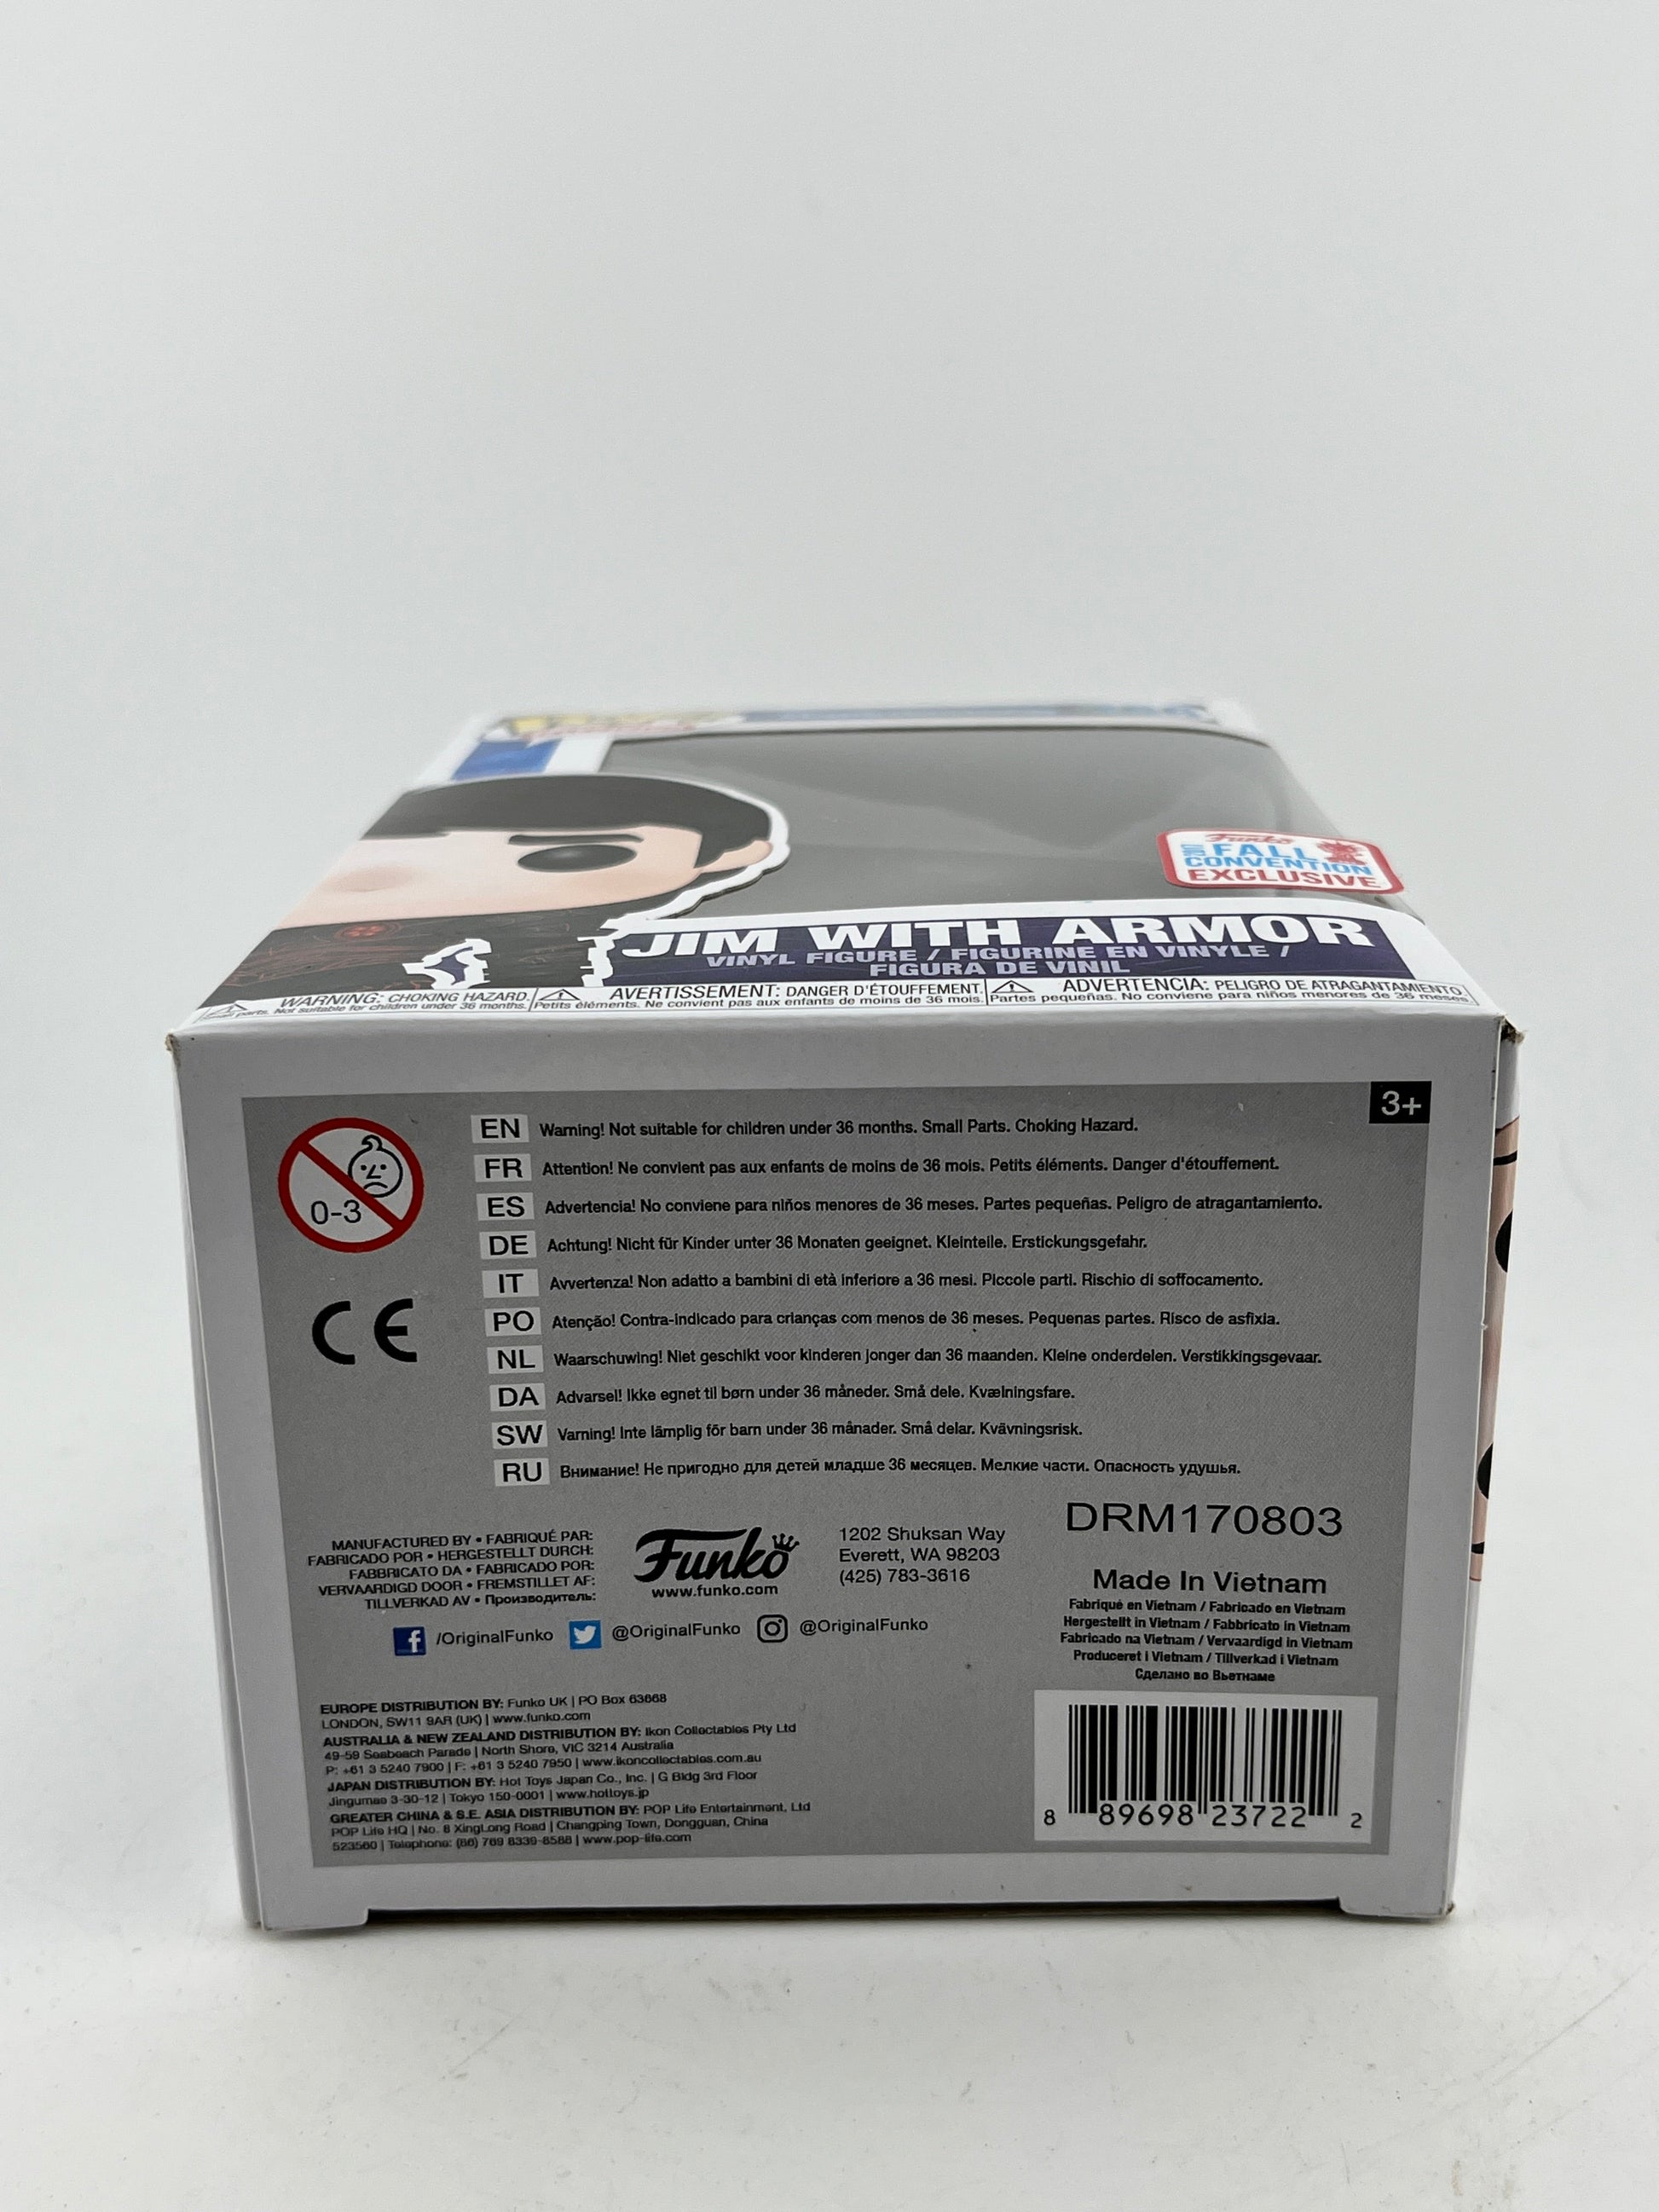 Funko
2017 FALL
CONVENTION
EXCLUSIVE
JIM WITH ARMOR
VINYL FIGURE / FIGURINE EN VINYLE /
FIGURA DE VINIL
WARNING: CHOKING HAZARD. AVERTISSEMENT: DANGER D'ÉTOUFFEMENT. ADVERTENCIA: PELIGRO DE ATRAGANTAMIENTO
parts. Not suitable for children under 36 months. Petits éléments. Ne convient pas aux enfants de moins de 36 mois. Partes pequeñas. No conviene para niños menores de 36 meses
3+
0-3
CE
EN Warning! Not suitable for children under 36 months. Small Parts. Choking Hazard.
FR Attention! Ne convient pas aux enfants de moins de 36 mois. Petits éléments. Danger d'étouffement.
ES Advertencia! No conviene para niños menores de 36 meses. Partes pequeñas. Peligro de atragantamiento.
DE Achtung! Nicht für Kinder unter 36 Monaten geeignet. Kleinteile. Erstickungsgefahr.
IT Avvertenza! Non adatto a bambini di età inferiore a 36 mesi. Piccole parti. Rischio di soffocamento.
PO Atenção! Contra-indicado para crianças com menos de 36 meses. Pequenas partes. Risco de asfixia.
NL Waarschuwing! Niet geschikt voor kinderen jonger dan 36 maanden. Kleine onderdelen. Verstikkingsgevaar.
DA Advarsel! Ikke egnet til børn under 36 måneder. Små dele. Kvælningsfare.
SW Varning! Inte lämplig för barn under 36 månader. Små delar. Kvävningsrisk.
RU Внимание! Не пригодно для детей младше 36 месяцев. Мелкие части. Опасность удушья.
MANUFACTURED BY • FABRIQUÉ PAR:
FABRICADO POR • HERGESTELLT DURCH:
FABBRICATO DA • FABRICADO POR:
VERVAARDIGD DOOR • FREMSTILLET AF:
TILLVERKAD AV • Производитель:
Funko
www.funko.com
1202 Shuksan Way
Everett, WA 98203
(425) 783-3616
/OriginalFunko @OriginalFunko @OriginalFunko
DRM170803
Made In Vietnam
Fabriqué en Vietnam / Fabricado en Vietnam
Hergestellt in Vietnam / Fabbricato in Vietnam
Fabricado na Vietnam / Vervaardigd in Vietnam
Produceret i Vietnam / Tillverkad i Vietnam
Сделано во Вьетнаме
EUROPE DISTRIBUTION BY: Funko UK | PO Box 63668
LONDON, SW11 9AR (UK) | www.funko.com
AUSTRALIA & NEW ZEALAND DISTRIBUTION BY: Ikon Collectables Pty Ltd
49-59 Seabeach Parade | North Shore, VIC 3214 Australia
P: +61 3 5240 7900 | F: +61 3 5240 7950 | www.ikoncollectables.com.au
JAPAN DISTRIBUTION BY: Hot Toys Japan Co., Inc. | G Bldg 3rd Floor
Jingumae 3-30-12 | Tokyo 150-0001 | www.hottoys.jp
GREATER CHINA & S.E. ASIA DISTRIBUTION BY: POP Life Entertainment, Ltd
POP Life HQ | No. 8 XingLong Road | Changping Town, Dongguan, China
523560 | Telephone: (86) 769 8339-8588 | www.pop-life.com
8 89698 23722 2